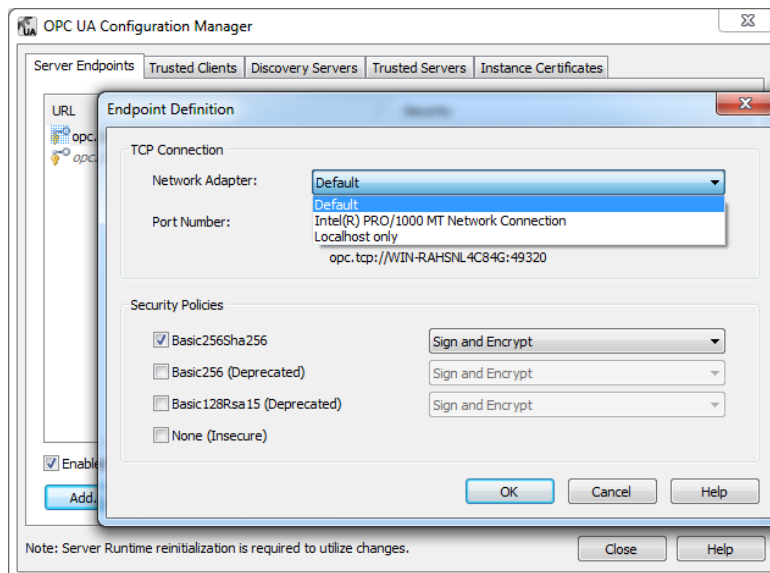 OPC UA Configuration Manager
Server Endpoints Trusted Clients Discovery Servers Trusted Servers Instance Certificates
URL Security
opc.
opc.
Endpoint Definition
TCP Connection
Network Adapter: Default
Default
Port Number: Intel(R) PRO/1000 MT Network Connection
Localhost only
opc.tcp://WIN-RAHSNL4C84G:49320
Security Policies
Basic256Sha256 Sign and Encrypt
Basic256 (Deprecated) Sign and Encrypt
Basic128Rsa15 (Deprecated) Sign and Encrypt
None (Insecure)
Enable
Add.
OK Cancel Help
Note: Server Runtime reinitialization is required to utilize changes.
Close Help